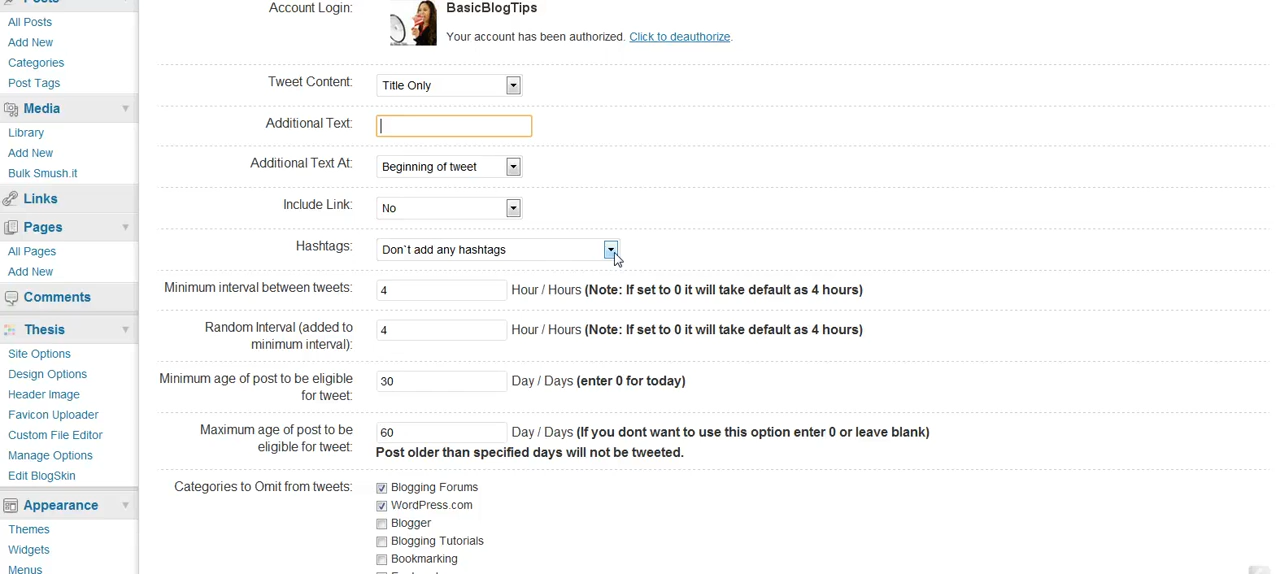 Posts
All Posts
Add New
Categories
Post Tags
Media
Library
Add New
Bulk Smush.it
Links
Pages
All Pages
Add New
Comments
Thesis
Site Options
Design Options
Header Image
Favicon Uploader
Custom File Editor
Manage Options
Edit BlogSkin
Appearance
Themes
Widgets
Menus
Account Login:
BasicBlogTips
Your account has been authorized. Click to deauthorize.
Tweet Content:
Title Only
Additional Text:
Additional Text At:
Beginning of tweet
Include Link:
No
Hashtags:
Don`t add any hashtags
Minimum interval between tweets:
4
Hour / Hours (Note: If set to 0 it will take default as 4 hours)
Random Interval (added to
minimum interval):
4
Hour / Hours (Note: If set to 0 it will take default as 4 hours)
Minimum age of post to be eligible
for tweet:
30
Day / Days (enter 0 for today)
Maximum age of post to be
eligible for tweet:
60
Day / Days (If you dont want to use this option enter 0 or leave blank)
Post older than specified days will not be tweeted.
Categories to Omit from tweets:
Blogging Forums
WordPress.com
Blogger
Blogging Tutorials
Bookmarking